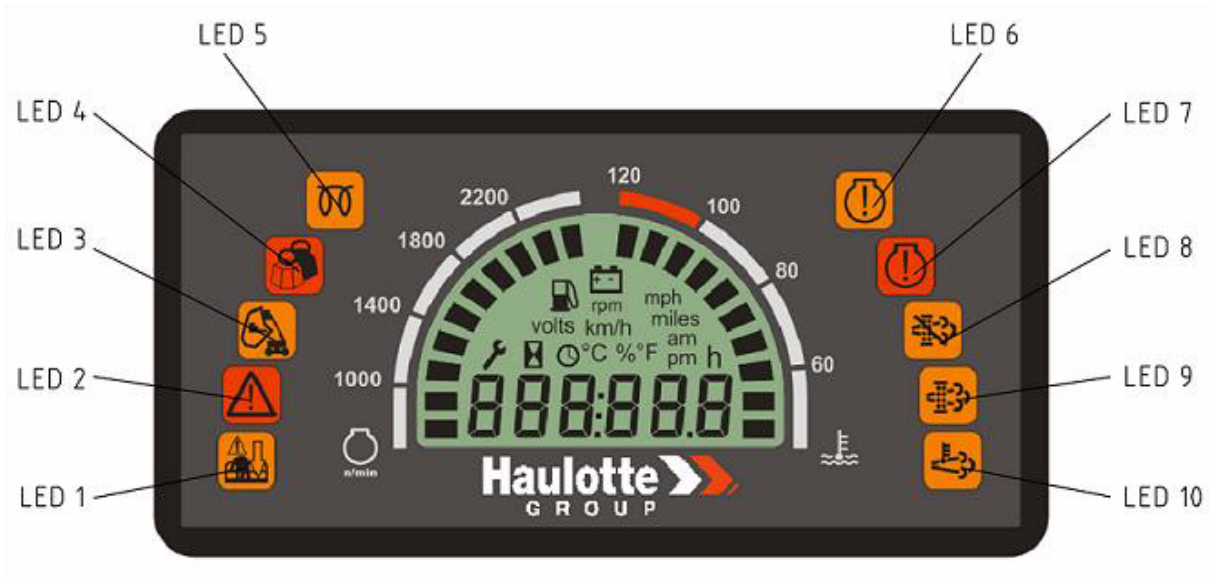 LED 5
LED 6
LED 4
LED 7
120
2200
100
1800
LED 3
LED 8
80
1400
rpm
mph
volts
km/h
miles
am
°C
%°F
pm
h
LED 2
LED 9
1000
60
888:88.8
n/min
Haulotte
GROUP
LED 1
LED 10